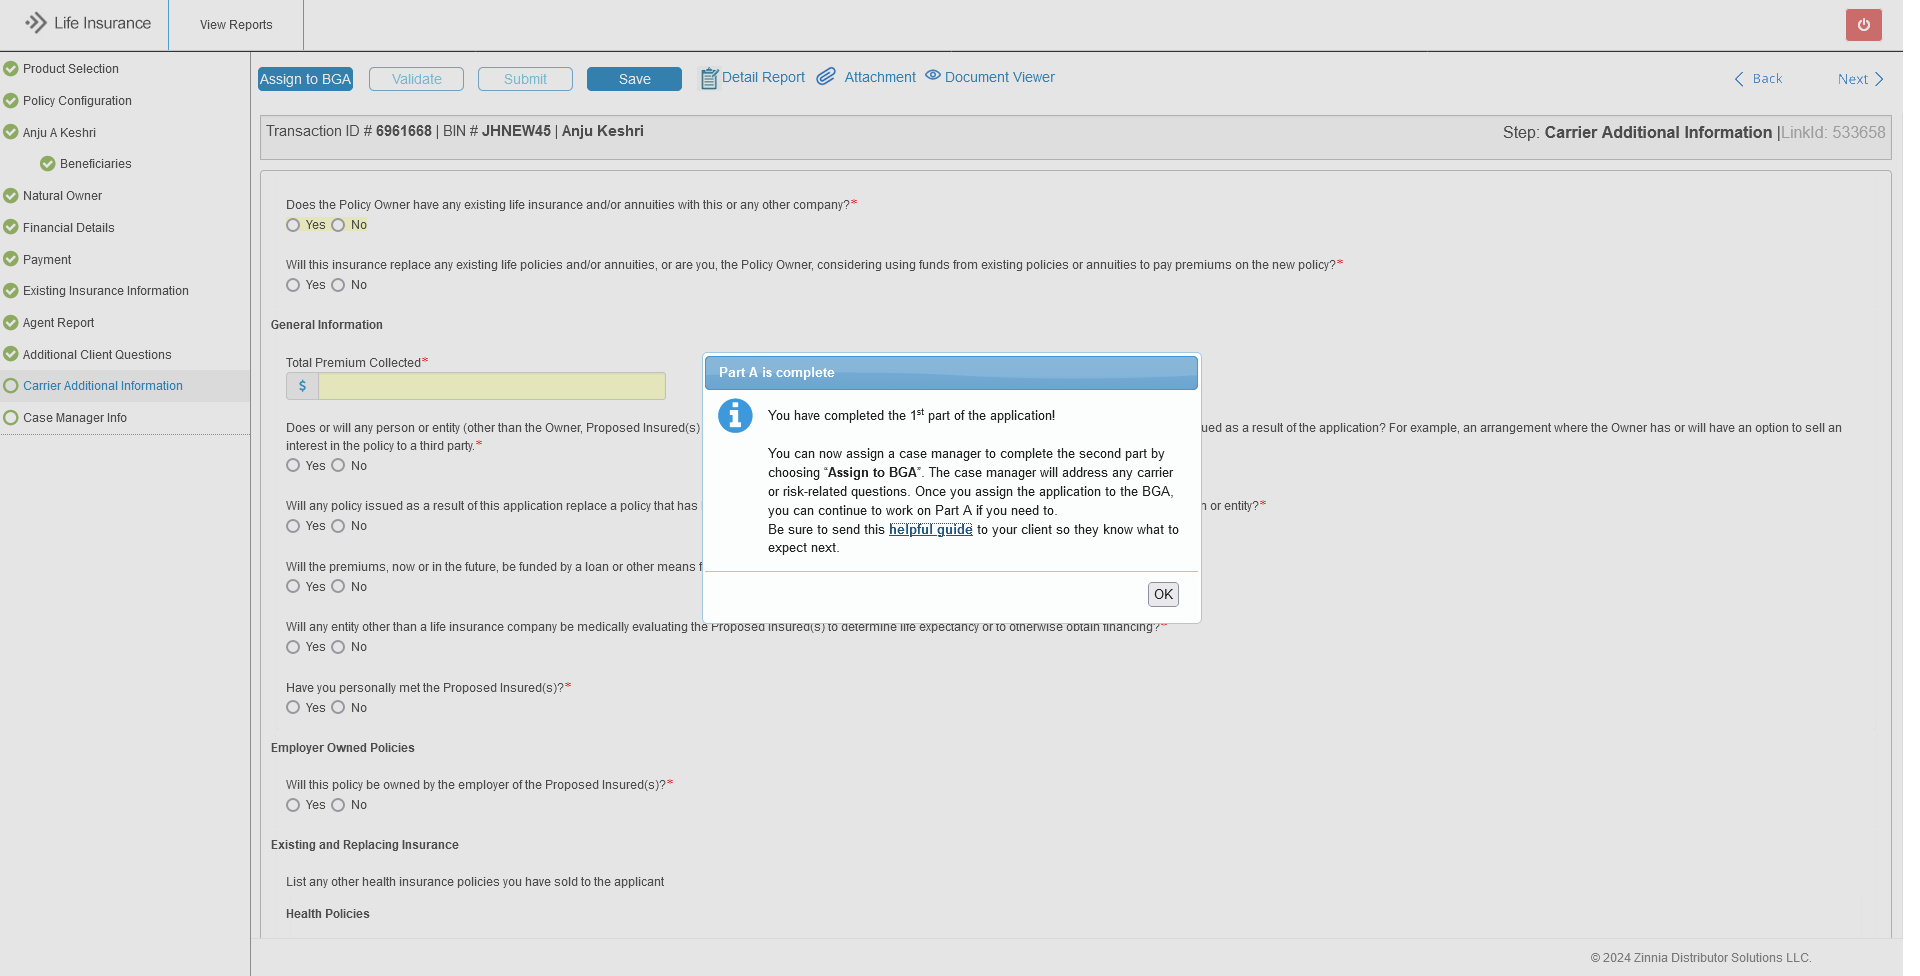 Life Insurance
View Reports
Product Selection
Policy Configuration
Anju A Keshri
Beneficiaries
Natural Owner
Financial Details
Payment
Existing Insurance Information
Agent Report
Additional Client Questions
Carrier Additional Information
Case Manager Info
Assign to BGA Validate Submit Save Detail Report Attachment Document Viewer Back Next
Transaction ID # 6961668 | BIN # JHNEW45 | Anju Keshri
Step: Carrier Additional Information |LinkId: 533658
Does the Policy Owner have any existing life insurance and/or annuities with this or any other company?*
Yes No
Will this insurance replace any existing life policies and/or annuities, or are you, the Policy Owner, considering using funds from existing policies or annuities to pay premiums on the new policy?*
Yes No
General Information
Total Premium Collected*
$
Does or will any person or entity (other than the Owner, Proposed Insured(s) ued as a result of the application? For example, an arrangement where the Owner has or will have an option to sell an
interest in the policy to a third party.*
Yes No
Will any policy issued as a result of this application replace a policy that has n or entity?*
Yes No
Will the premiums, now or in the future, be funded by a loan or other means f
Yes No
Will any entity other than a life insurance company be medically evaluating the Proposed Insured(s) to determine life expectancy or to otherwise obtain financing?*
Yes No
Have you personally met the Proposed Insured(s)?*
Yes No
Employer Owned Policies
Will this policy be owned by the employer of the Proposed Insured(s)?*
Yes No
Existing and Replacing Insurance
List any other health insurance policies you have sold to the applicant
Health Policies
Part A is complete
You have completed the 1st part of the application!
You can now assign a case manager to complete the second part by
choosing “Assign to BGA”. The case manager will address any carrier
or risk-related questions. Once you assign the application to the BGA,
you can continue to work on Part A if you need to.
Be sure to send this helpful guide to your client so they know what to
expect next.
OK
© 2024 Zinnia Distributor Solutions LLC.